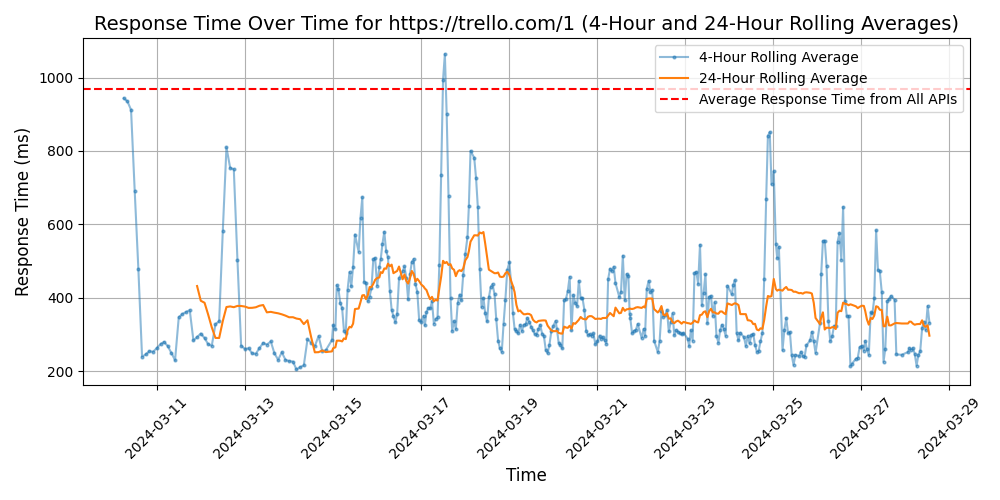 Response Time Over Time for https://trello.com/1 (4-Hour and 24-Hour Rolling Averages)
4-Hour Rolling Average
24-Hour Rolling Average
Average Response Time from All APIs
Response Time (ms)
1000
800
600
400
200
2024-03-11
2024-03-13
2024-03-15
2024-03-17
2024-03-19
2024-03-21
2024-03-23
2024-03-25
2024-03-27
2024-03-29
Time